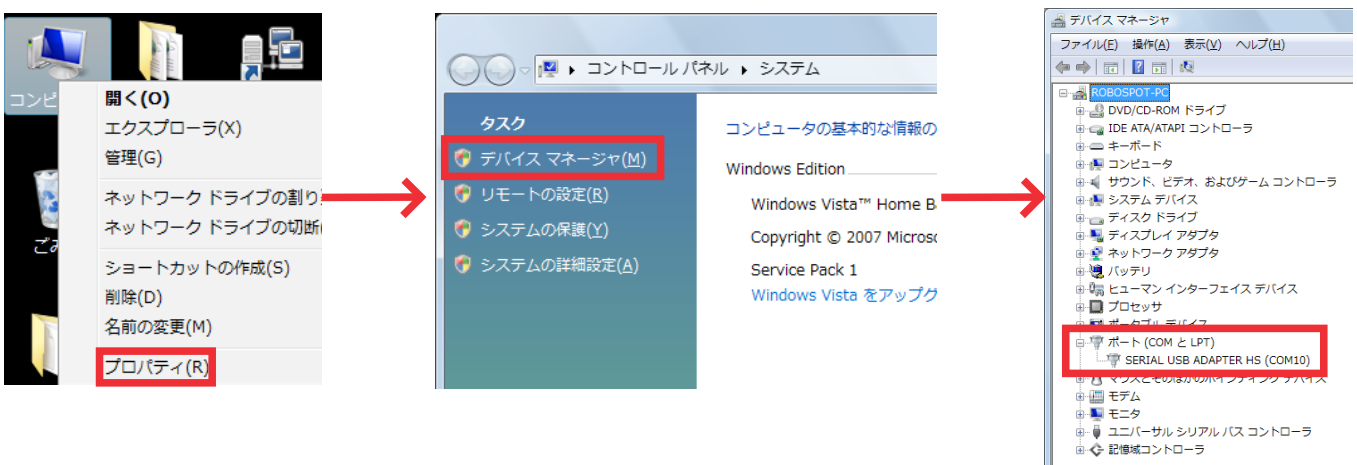 コンピ
開く(O)
エクスプローラ(X)
管理(G)
ネットワーク ドライブの割り
ネットワーク ドライブの切断
ショートカットの作成(S)
削除(D)
名前の変更(M)
プロパティ(R)
ごみ
コントロール パネル ▸ システム
タスク
デバイス マネージャ(M)
リモートの設定(R)
システムの保護(Y)
システムの詳細設定(A)
コンピュータの基本的な情報の
Windows Edition
Windows Vista™ Home B
Copyright © 2007 Microso
Service Pack 1
Windows Vista をアップグ
デバイス マネージャ
ファイル(F) 操作(A) 表示(V) ヘルプ(H)
ROBOSPOT-PC
DVD/CD-ROM ドライブ
IDE ATA/ATAPI コントローラ
キーボード
コンピュータ
サウンド、ビデオ、およびゲーム コントローラ
システム デバイス
ディスク ドライブ
ディスプレイ アダプタ
ネットワーク アダプタ
バッテリ
ヒューマン インターフェイス デバイス
プロセッサ
ポータブル デバイス
ポート (COM と LPT)
SERIAL USB ADAPTER HS (COM10)
マウスとそのほかのポインティング デバイス
モデム
モニタ
ユニバーサル シリアル バス コントローラ
記憶域コントローラ